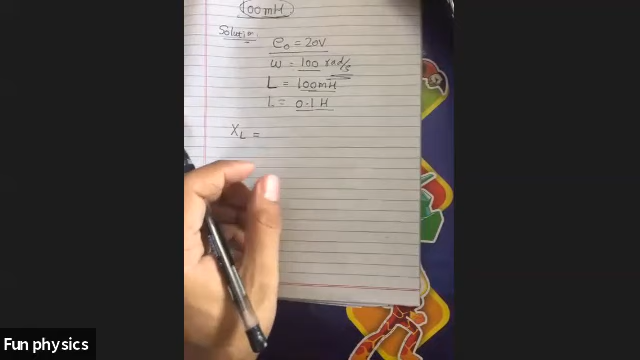 100mH
Solution:
e₀ = 20V
ω = 100 rad/s
L = 100mH
L = 0.1 H
X_L =
Fun physics